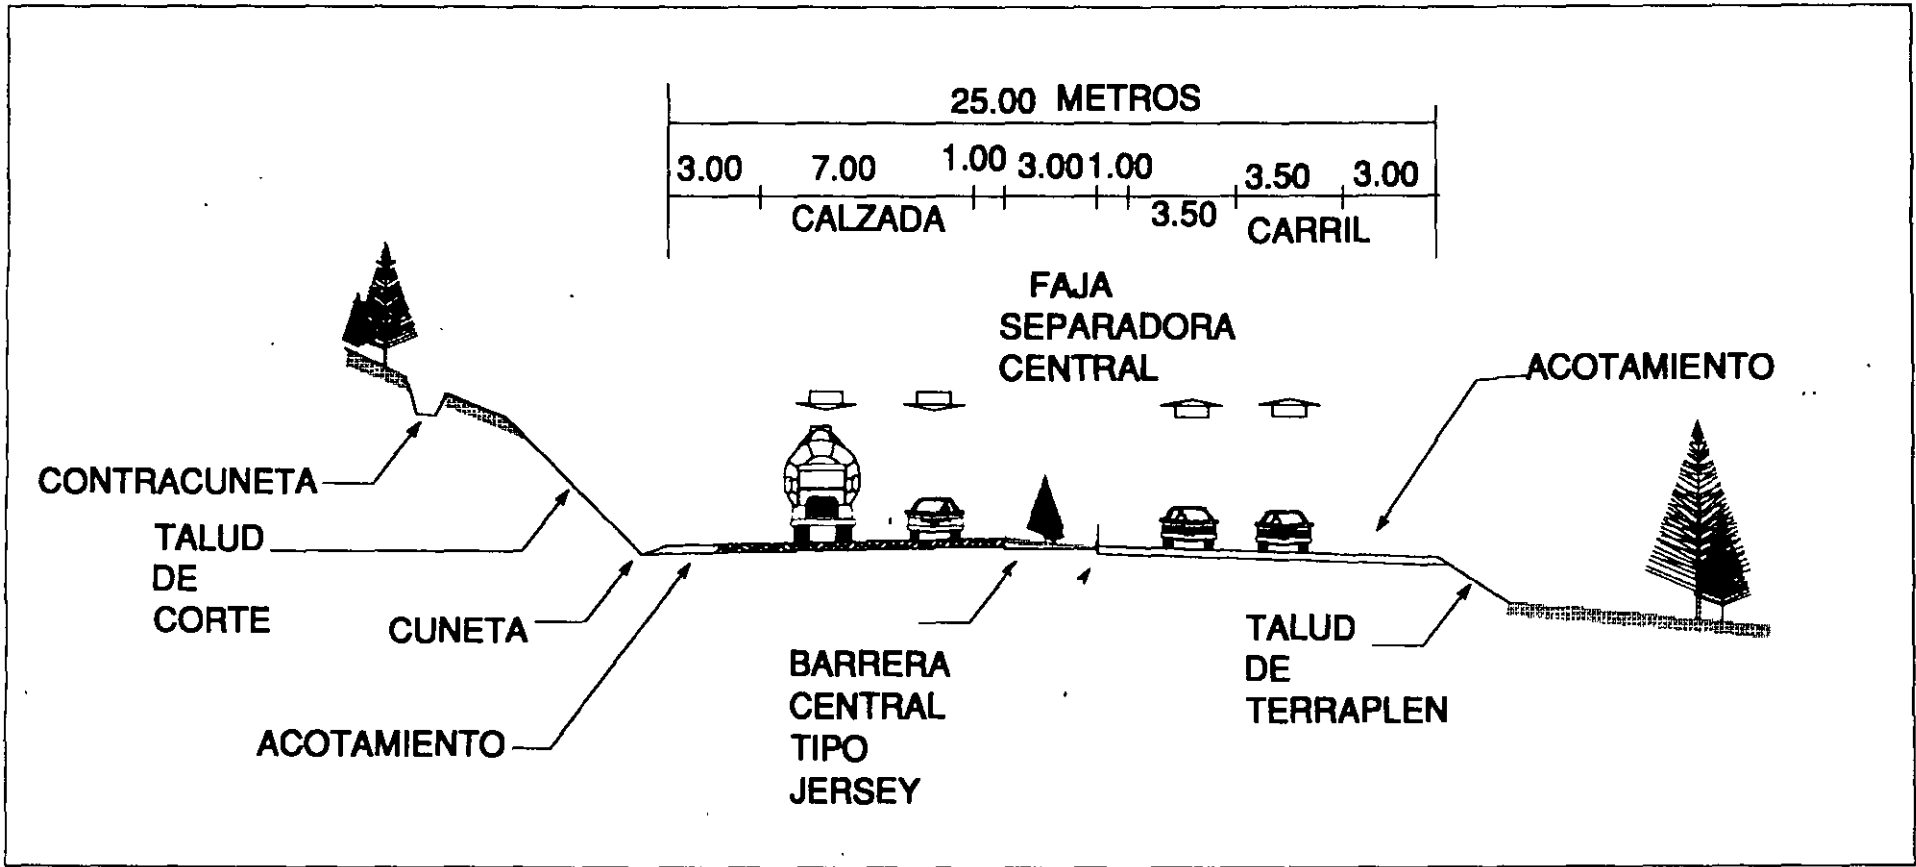 25.00 METROS
3.00 7.00 1.00 3.00 1.00 3.50 3.50 3.00
CALZADA CARRIL
FAJA
SEPARADORA
CENTRAL
ACOTAMIENTO
CONTRACUNETA
TALUD
DE
CORTE
CUNETA
ACOTAMIENTO
BARRERA
CENTRAL
TIPO
JERSEY
TALUD
DE
TERRAPLEN